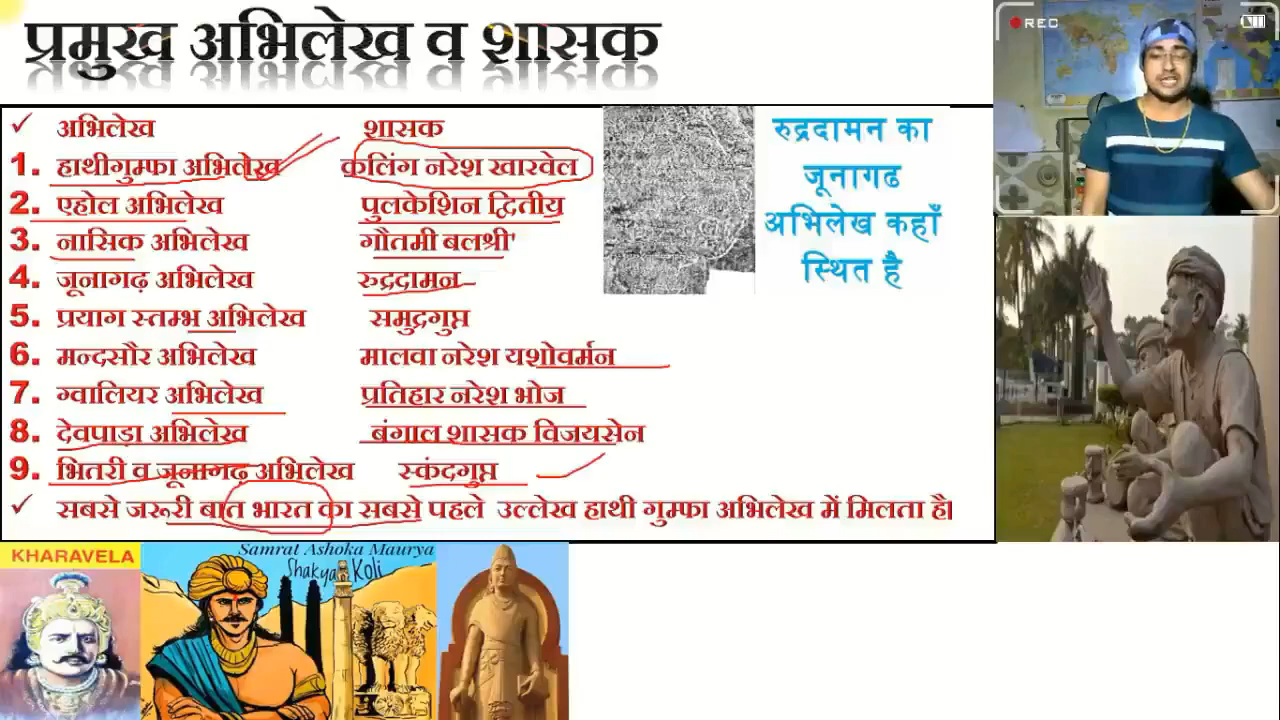 प्रमुख अभिलेख व शासक
REC
✓ अभिलेख शासक
1. हाथीगुम्फा अभिलेख कलिंग नरेश खारवेल
2. एहोल अभिलेख पुलकेशिन द्वितीय
3. नासिक अभिलेख गौतमी बलश्री'
4. जूनागढ़ अभिलेख रुद्रदामन
5. प्रयाग स्तम्भ अभिलेख समुद्रगुप्त
6. मन्दसौर अभिलेख मालवा नरेश यशोवर्मन
7. ग्वालियर अभिलेख प्रतिहार नरेश भोज
8. देवपाड़ा अभिलेख बंगाल शासक विजयसेन
9. भितरी व जूनागढ़ अभिलेख स्कंदगुप्त
✓ सबसे जरूरी बात भारत का सबसे पहले उल्लेख हाथी गुम्फा अभिलेख में मिलता है।
रुद्रदामन का
जूनागढ
अभिलेख कहाँ
स्थित है
KHARAVELA
Samrat Ashoka Maurya
Shakya Koli